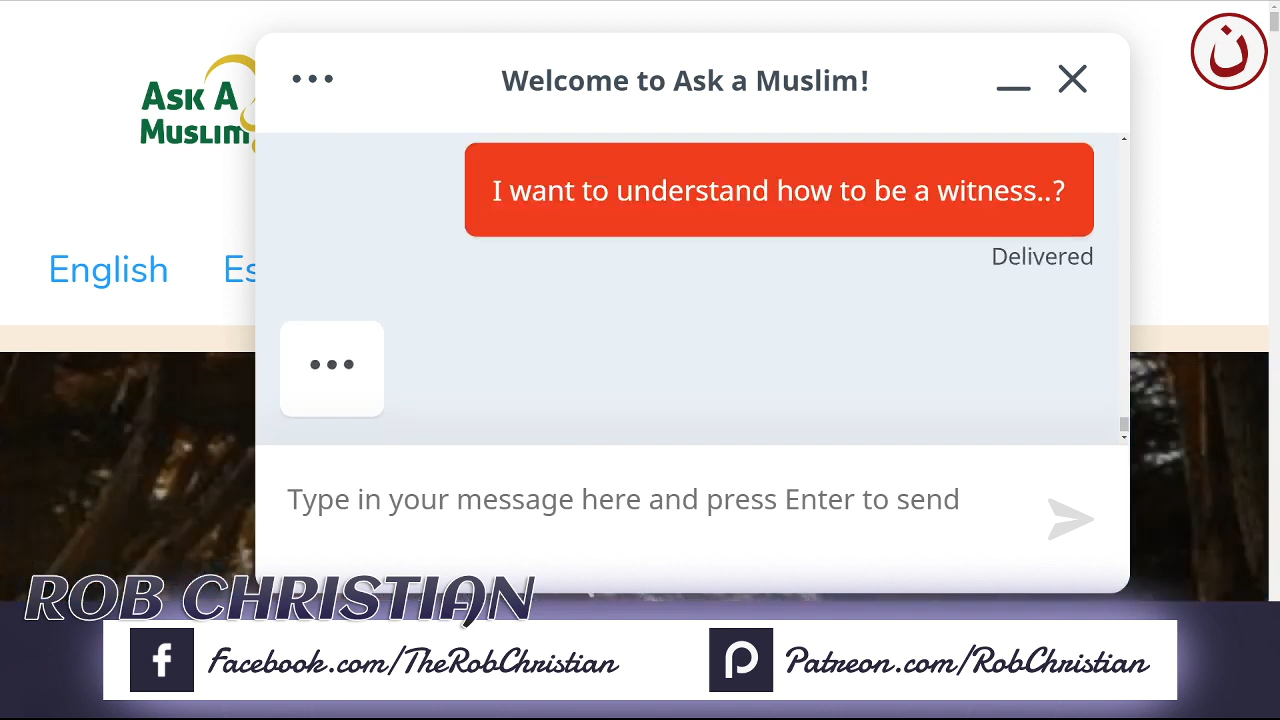 Welcome to Ask a Muslim!
ن
ASK A
MUSLIM
I want to understand how to be a witness..?
Delivered
English
Es
Type in your message here and press Enter to send
ROB CHRISTIAN
Facebook.com/TheRobChristian
Patreon.com/RobChristian